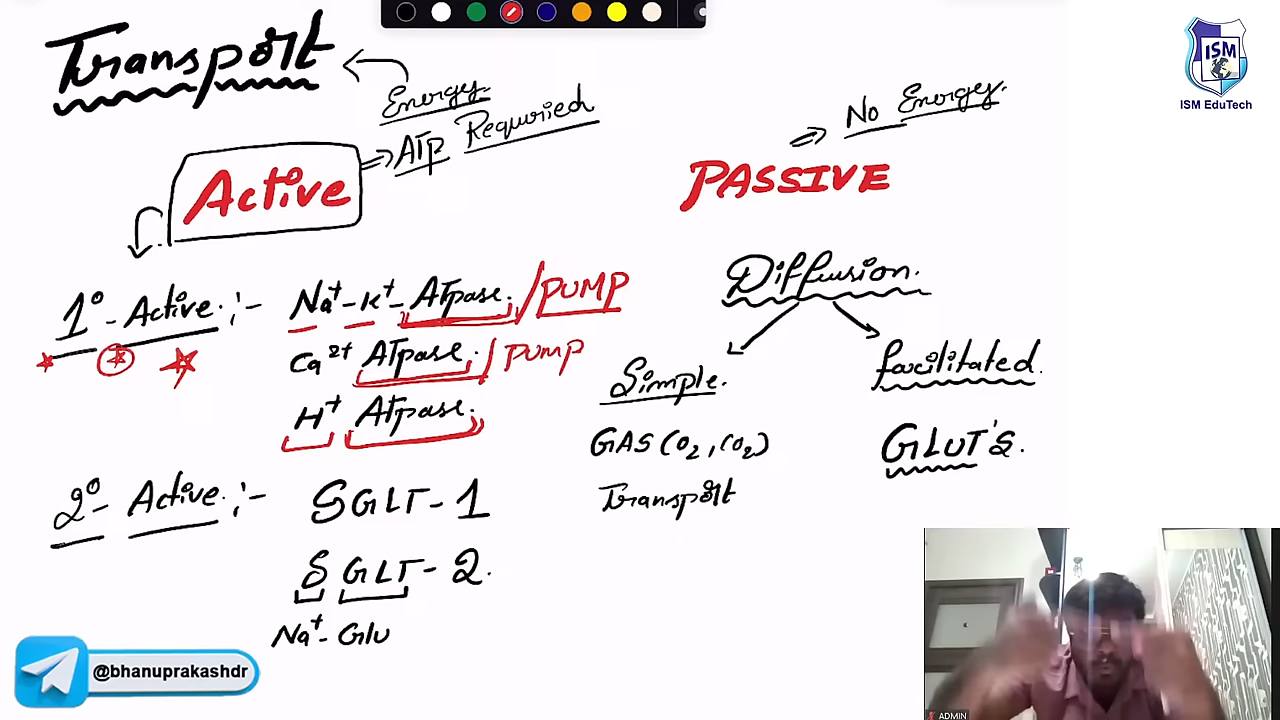 Transport
Energy
ATP Requried
No Energy.
Active
PASSIVE
1° - Active :- Na⁺-K⁺-ATpase. / PUMP
Ca²⁺ ATpase. / PUMP
H⁺ ATpase.
Diffusion.
Simple.
facilitated.
GAS (O₂, CO₂)
Transport
GLUT'S.
2° - Active :- SGLT-1
SGLT-2.
Na⁺- Glu
@bhanuprakashdr
ISM
ISM EduTech
ADMIN